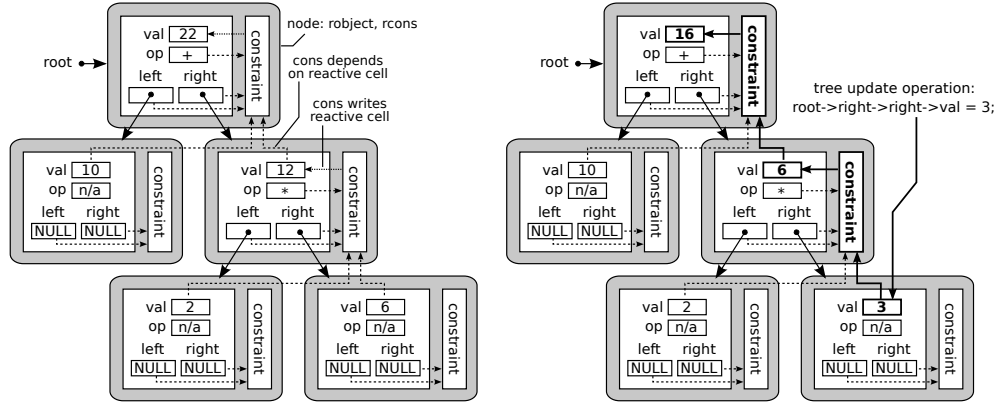 node: robject, rcons
root
val 22
op +
left right
constraint
cons depends
on reactive cell
cons writes
reactive cell
val 10
op n/a
left right
NULL NULL
constraint
val 12
op *
left right
constraint
val 2
op n/a
left right
NULL NULL
constraint
val 6
op n/a
left right
NULL NULL
constraint
root
val 16
op +
left right
constraint
tree update operation:
root->right->right->val = 3;
val 10
op n/a
left right
NULL NULL
constraint
val 6
op *
left right
constraint
val 2
op n/a
left right
NULL NULL
constraint
val 3
op n/a
left right
NULL NULL
constraint